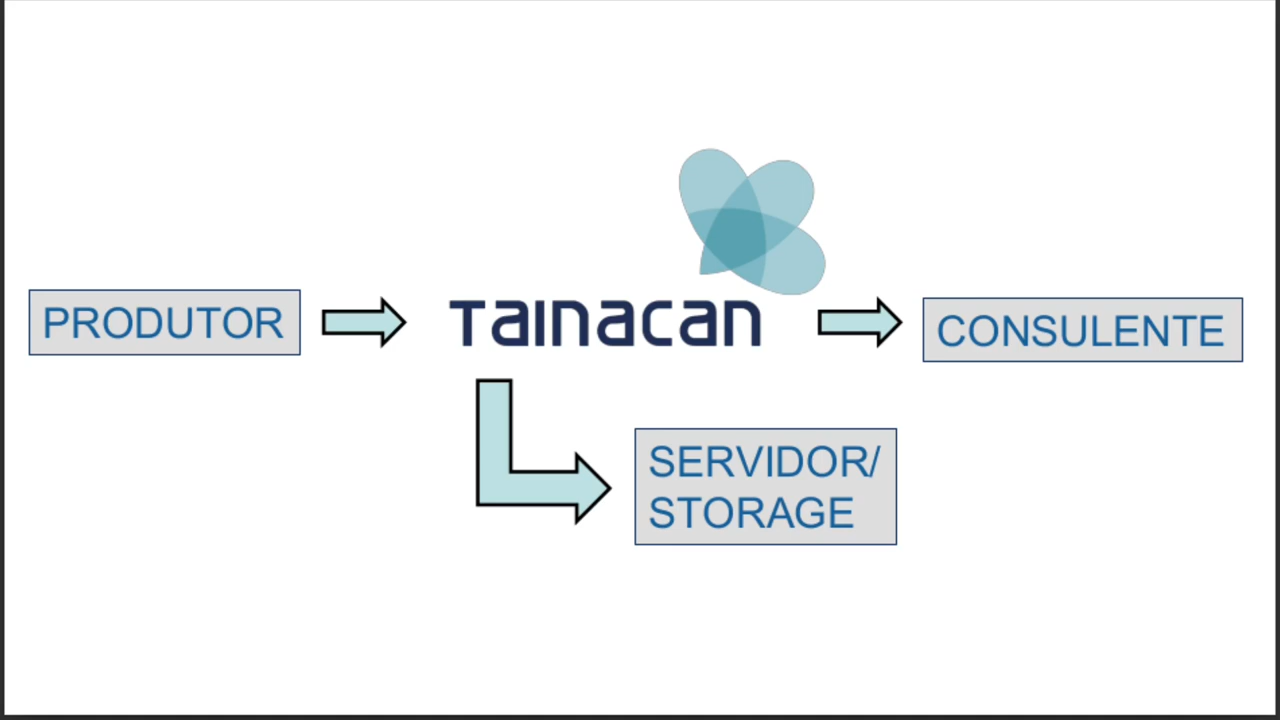 PRODUTOR
TAINACAN
CONSULENTE
SERVIDOR/
STORAGE